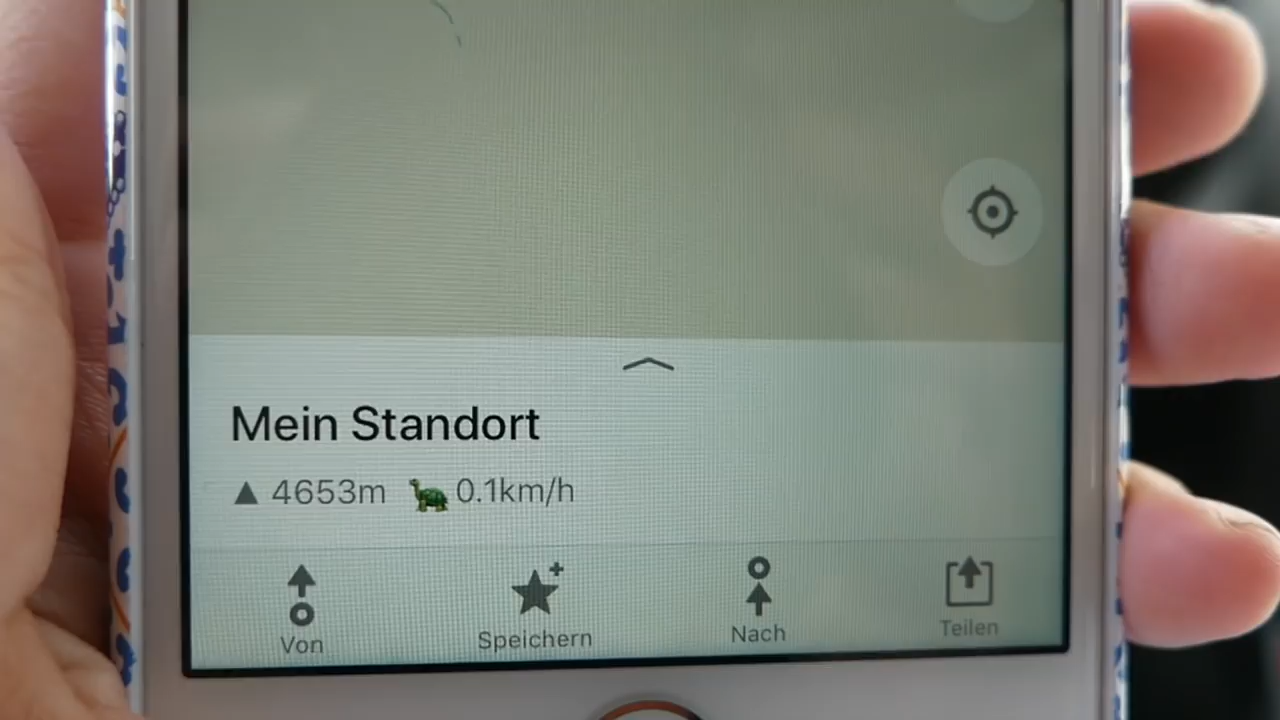 Mein Standort
▲ 4653m 🐢 0.1km/h
Von Speichern Nach Teilen